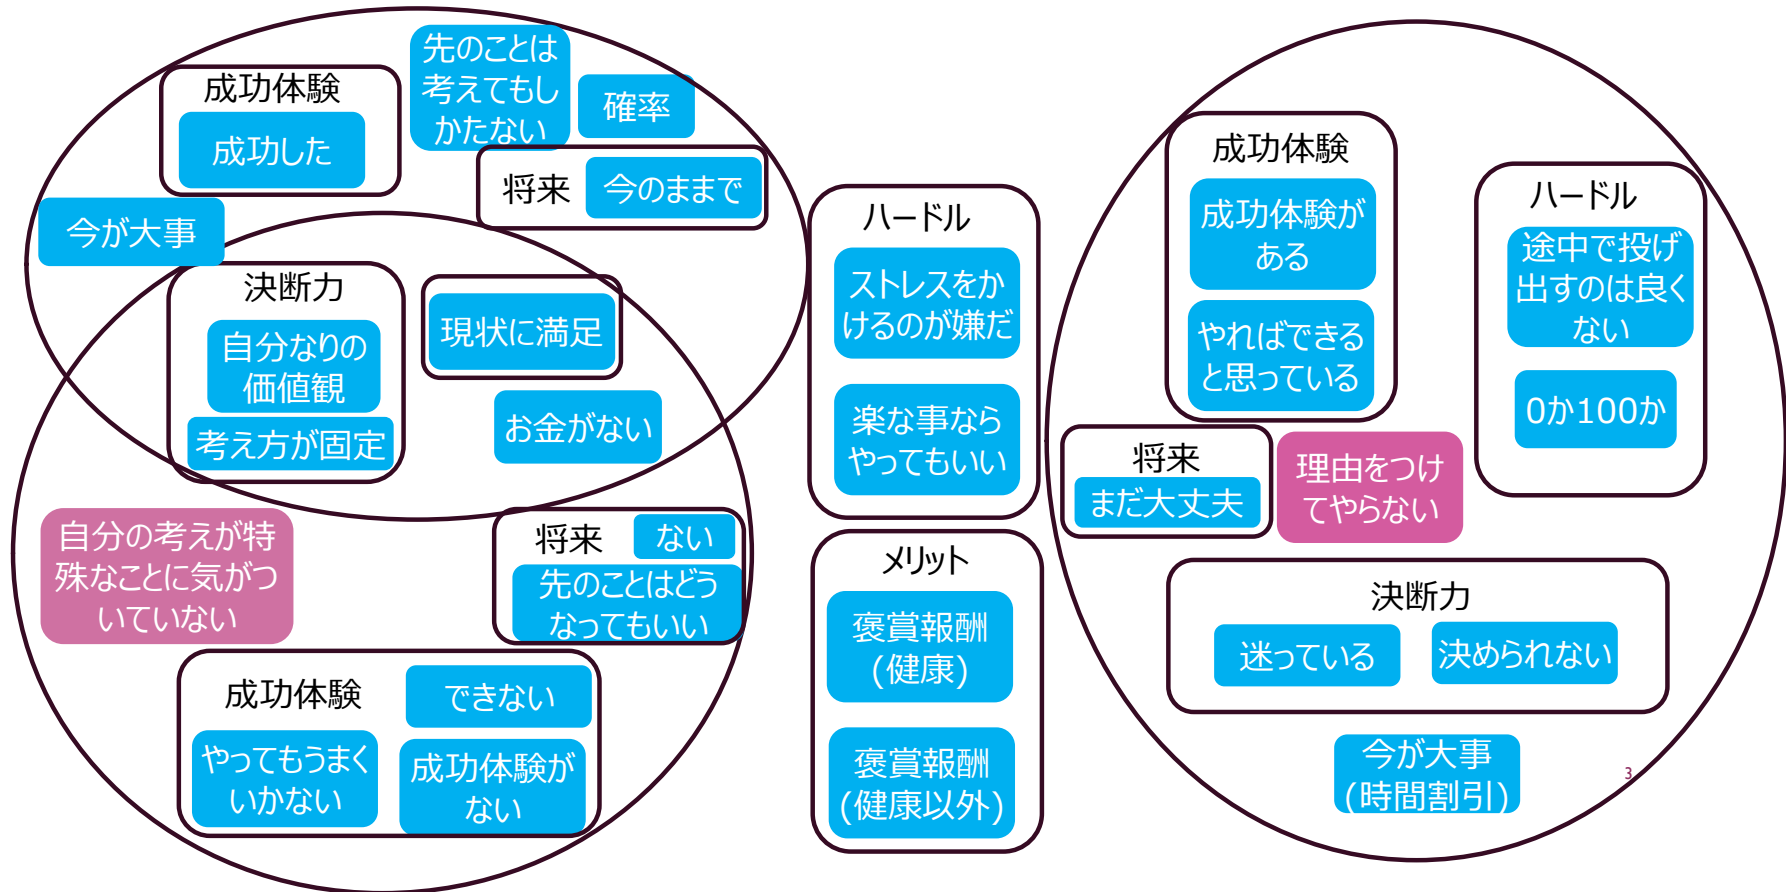 成功体験
成功した
先のことは
考えてもし
かたない
確率
将来
今のままで
今が大事
決断力
自分なりの
価値観
考え方が固定
現状に満足
お金がない
自分の考えが特
殊なことに気がつ
いていない
将来
ない
先のことはどう
なってもいい
成功体験
できない
やってもうまく
いかない
成功体験が
ない
ハードル
ストレスをか
けるのが嫌だ
楽な事なら
やってもいい
メリット
褒賞報酬
(健康)
褒賞報酬
(健康以外)
成功体験
成功体験が
ある
やればできる
と思っている
ハードル
途中で投げ
出すのは良く
ない
0か100か
将来
まだ大丈夫
理由をつけ
てやらない
決断力
迷っている
決められない
今が大事
(時間割引)
3